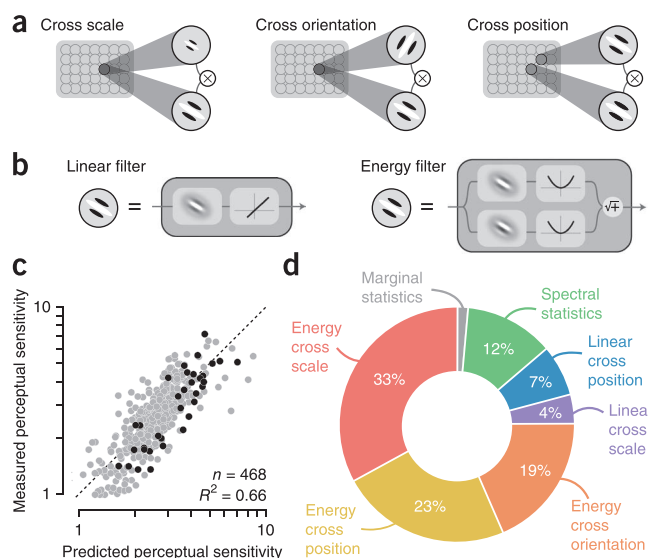 a
Cross scale
Cross orientation
Cross position
b
Linear filter
=
Energy filter
=
√+
c
Measured perceptual sensitivity
10
1
n = 468
R² = 0.66
1
10
Predicted perceptual sensitivity
d
Marginal
statistics
Spectral
statistics
12%
Linear
cross
position
7%
Linea
cross
scale
4%
Energy
cross
orientation
19%
Energy
cross
position
23%
Energy
cross
scale
33%